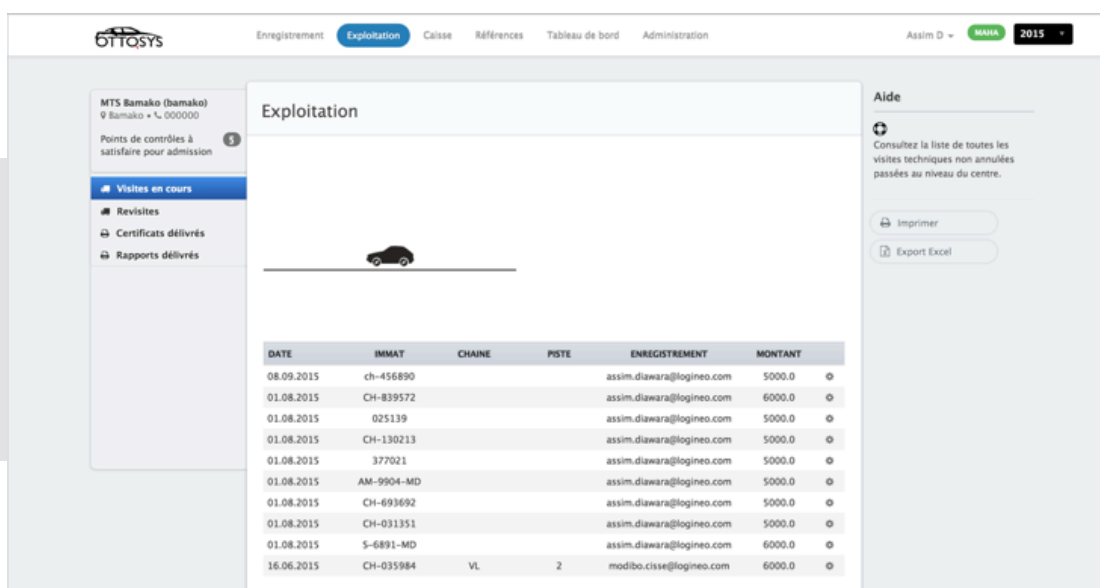 OTTOSYS
Enregistrement Exploitation Caisse Références Tableau de bord Administration
Assim D MAHA 2015
MTS Bamako (bamako)
Bamako • 000000
Points de contrôles à
satisfaire pour admission
5
Visites en cours
Revisites
Certificats délivrés
Rapports délivrés
Exploitation
DATE IMMAT CHAINE PISTE ENREGISTREMENT MONTANT
08.09.2015 ch-456890 assim.diawara@logineo.com 5000.0
01.08.2015 CH-839572 assim.diawara@logineo.com 6000.0
01.08.2015 025139 assim.diawara@logineo.com 5000.0
01.08.2015 CH-130213 assim.diawara@logineo.com 5000.0
01.08.2015 377021 assim.diawara@logineo.com 5000.0
01.08.2015 AM-9904-MD assim.diawara@logineo.com 5000.0
01.08.2015 CH-693692 assim.diawara@logineo.com 5000.0
01.08.2015 CH-031351 assim.diawara@logineo.com 5000.0
01.08.2015 S-6891-MD assim.diawara@logineo.com 6000.0
16.06.2015 CH-035984 VL 2 modibo.cisse@logineo.com 6000.0
Aide
Consultez la liste de toutes les
visites techniques non annulées
passées au niveau du centre.
Imprimer
Export Excel